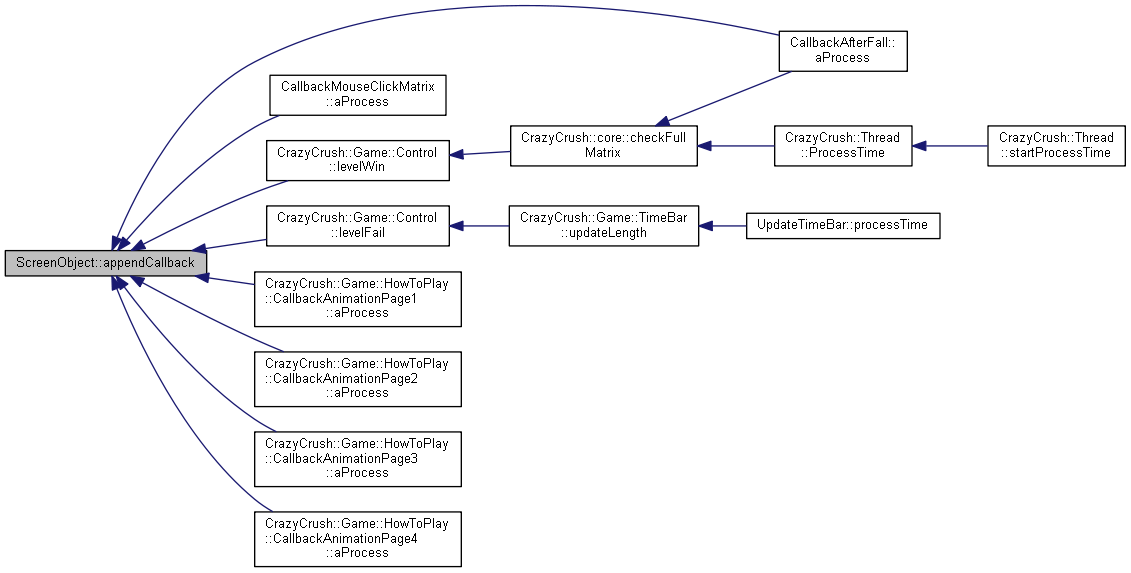 CallbackAfterFall::
aProcess
CallbackMouseClickMatrix
::aProcess
CrazyCrush::core::checkFull
Matrix
CrazyCrush::Thread
::ProcessTime
CrazyCrush::Thread
::startProcessTime
CrazyCrush::Game::Control
::levelWin
CrazyCrush::Game::Control
::levelFail
CrazyCrush::Game::TimeBar
::updateLength
UpdateTimeBar::processTime
ScreenObject::appendCallback
CrazyCrush::Game::HowToPlay
::CallbackAnimationPage1
::aProcess
CrazyCrush::Game::HowToPlay
::CallbackAnimationPage2
::aProcess
CrazyCrush::Game::HowToPlay
::CallbackAnimationPage3
::aProcess
CrazyCrush::Game::HowToPlay
::CallbackAnimationPage4
::aProcess